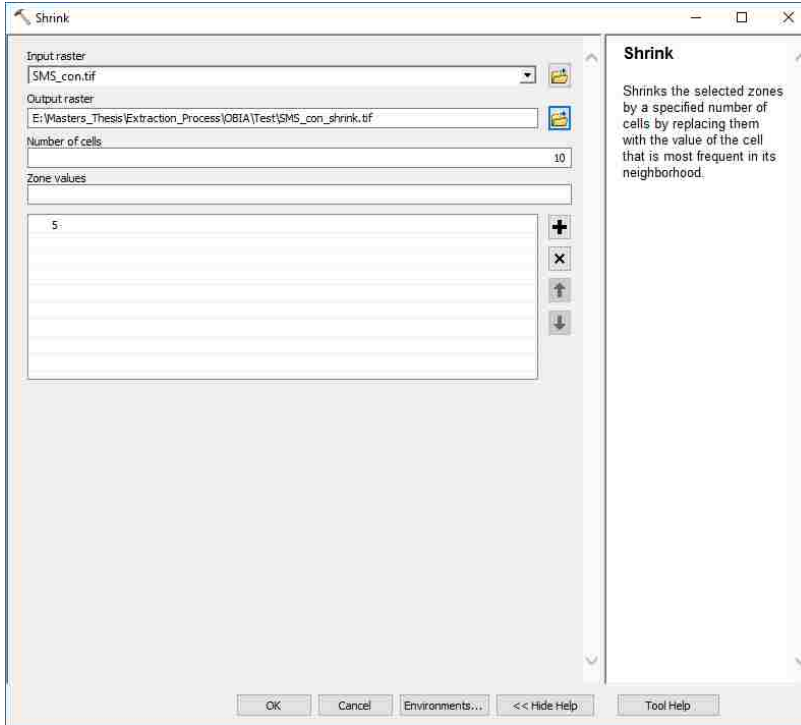 Shrink
Input raster
SMS_con.tif
Output raster
E:\Masters_Thesis\Extraction_Process\OBIA\Test\SMS_con_shrink.tif
Number of cells
10
Zone values
5
OK
Cancel
Environments...
<< Hide Help
Shrink
Shrinks the selected zones
by a specified number of
cells by replacing them
with the value of the cell
that is most frequent in its
neighborhood.
Tool Help